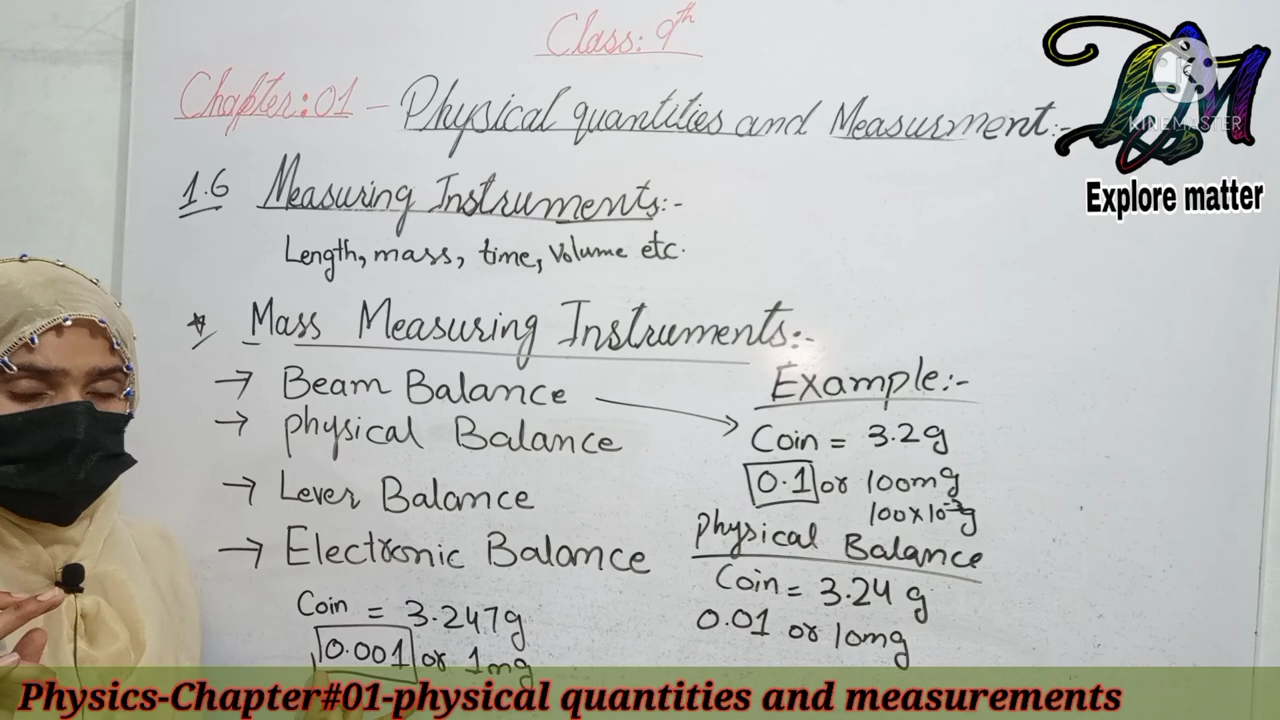 Class: 9th
Chapter: 01 - Physical quantities and Measursment:-
KINEMASTER
Explore matter
1.6 Measuring Instruments:-
Length, mass, time, Volume etc.
* Mass Measuring Instruments:-
→ Beam Balance
→ physical Balance
→ Lever Balance
→ Electronic Balance
Coin = 3.247g
0.001 or 1mg
Example:-
Coin = 3.2g
0.1 or 100mg
100x10⁻³g
Physical Balance
Coin = 3.24 g
0.01 or 10mg
Physics-Chapter#01-physical quantities and measurements